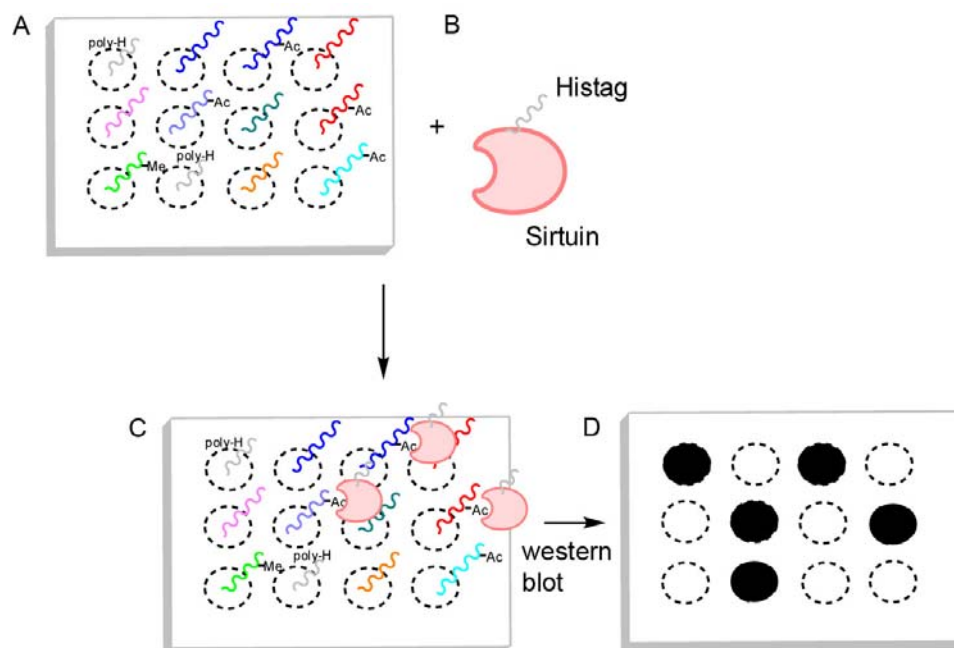 A
B
poly-H
Ac
Histag
Ac
Ac
+
Me
poly-H
Ac
Sirtuin
C
D
poly-H
Ac
Ac
Ac
Me
poly-H
Ac
western
blot